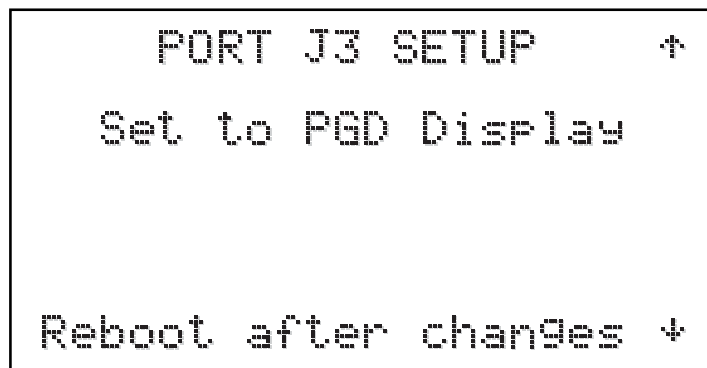 PORT J3 SETUP ↑
Set to PGD Display
Reboot after changes ↓